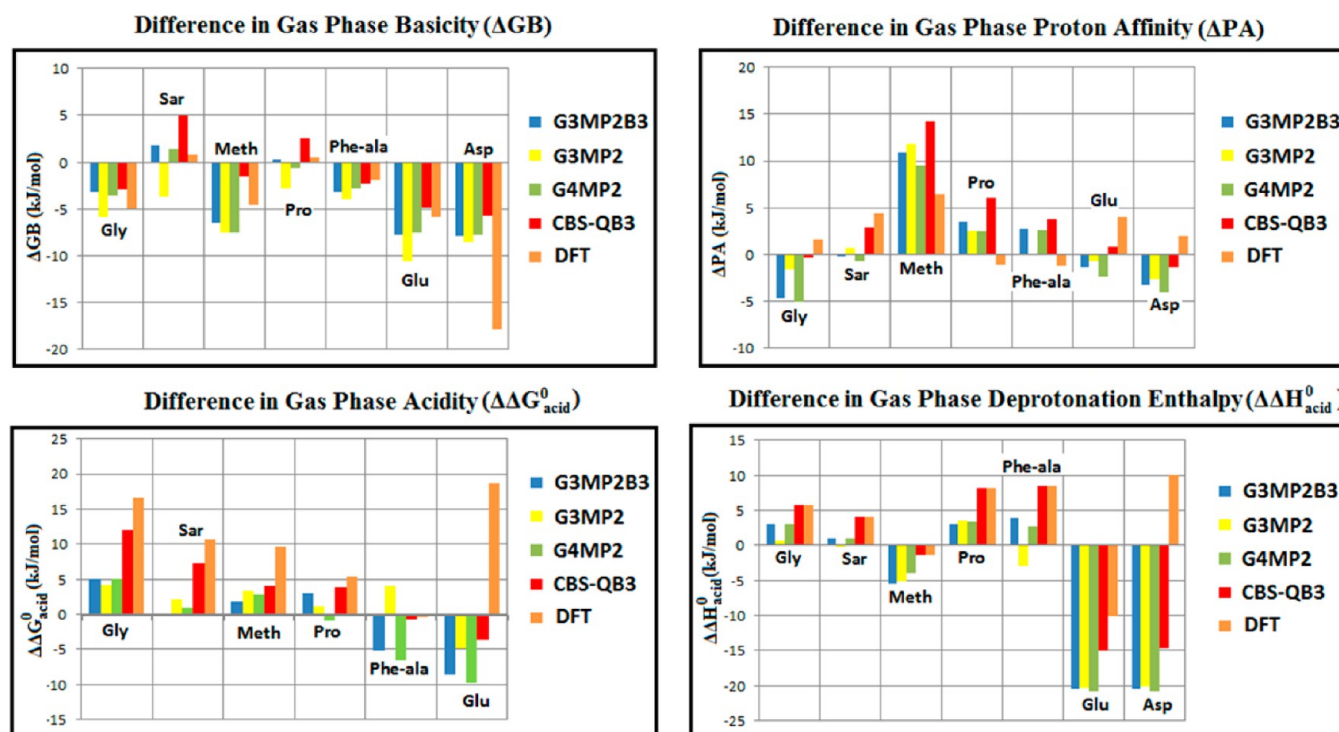 Difference in Gas Phase Basicity (ΔGB)
10
5
0
-5
-10
-15
-20
ΔGB (kJ/mol)
Gly
Sar
Meth
Pro
Phe-ala
Glu
Asp
G3MP2B3
G3MP2
G4MP2
CBS-QB3
DFT
Difference in Gas Phase Proton Affinity (ΔPA)
20
15
10
5
0
-5
-10
ΔPA (kJ/mol)
Gly
Sar
Meth
Pro
Phe-ala
Glu
Asp
G3MP2B3
G3MP2
G4MP2
CBS-QB3
DFT
Difference in Gas Phase Acidity (ΔΔG⁰acid)
25
20
15
10
5
0
-5
-10
-15
ΔΔG⁰acid (kJ/mol)
Gly
Sar
Meth
Pro
Phe-ala
Glu
G3MP2B3
G3MP2
G4MP2
CBS-QB3
DFT
Difference in Gas Phase Deprotonation Enthalpy (ΔΔH⁰acid)
15
10
5
0
-5
-10
-15
-20
-25
ΔΔH⁰acid (kJ/mol)
Gly
Sar
Meth
Pro
Phe-ala
Glu
Asp
G3MP2B3
G3MP2
G4MP2
CBS-QB3
DFT